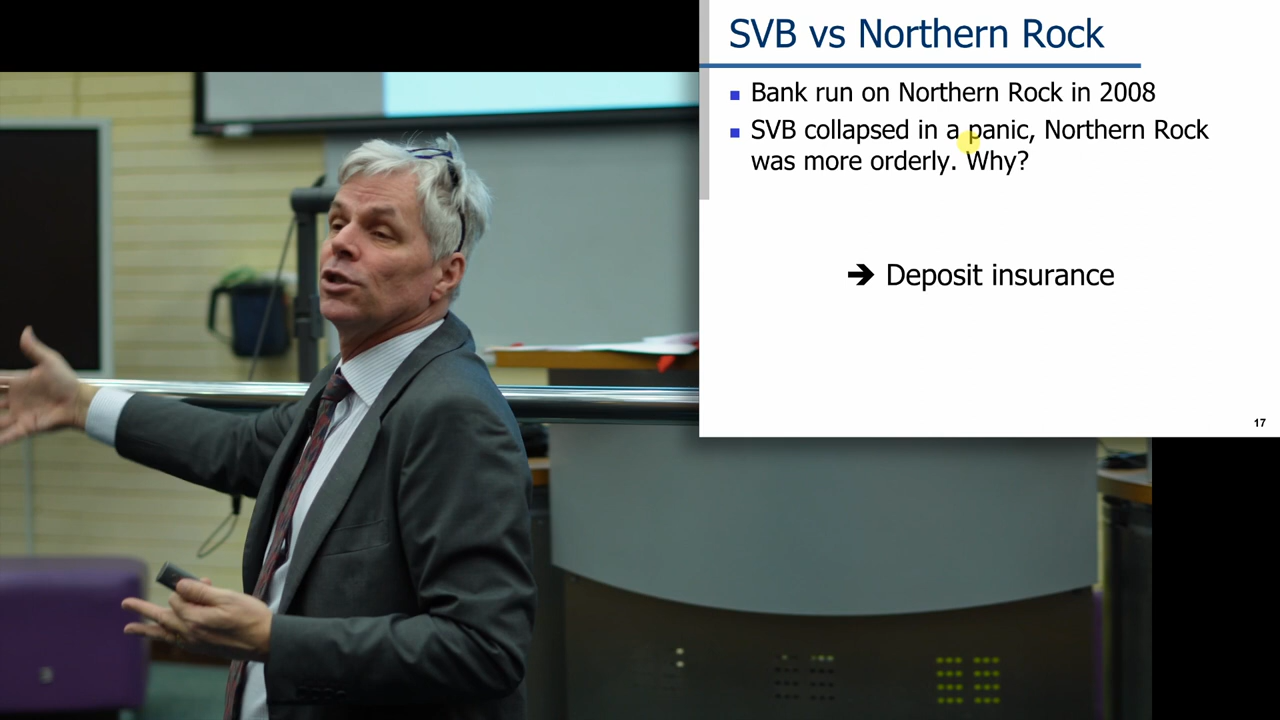 SVB vs Northern Rock
■ Bank run on Northern Rock in 2008
■ SVB collapsed in a panic, Northern Rock
was more orderly. Why?
➔ Deposit insurance
17